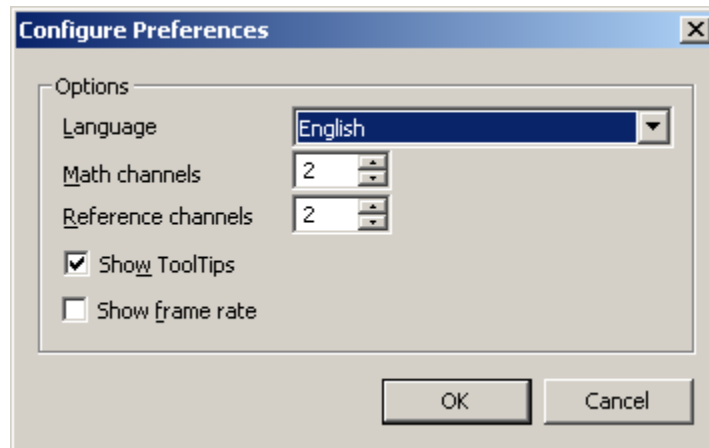 Configure Preferences
Options
Language English
Math channels 2
Reference channels 2
Show ToolTips
Show frame rate
OK Cancel